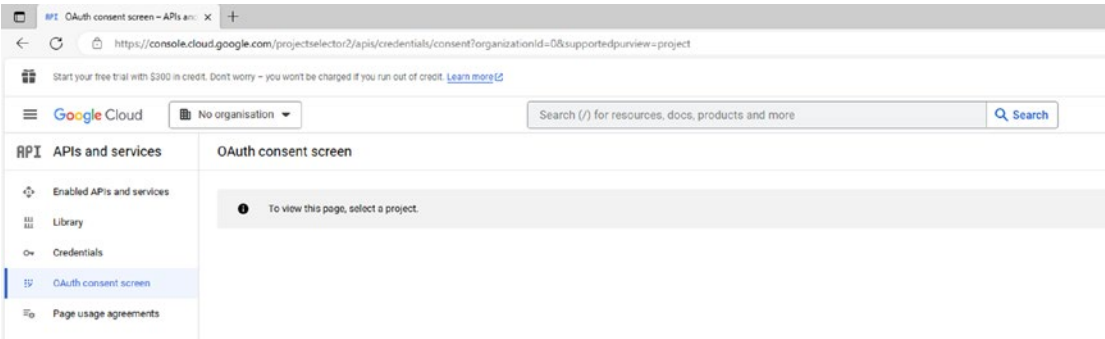 API OAuth consent screen – APIs anc
https://console.cloud.google.com/projectselector2/apis/credentials/consent?organizationId=0&supportedpurview=project
Start your free trial with $300 in credit. Don't worry – you won't be charged if you run out of credit. Learn more
Google Cloud No organisation Search (/) for resources, docs, products and more Search
API APIs and services OAuth consent screen
Enabled APIs and services
To view this page, select a project.
Library
Credentials
OAuth consent screen
Page usage agreements